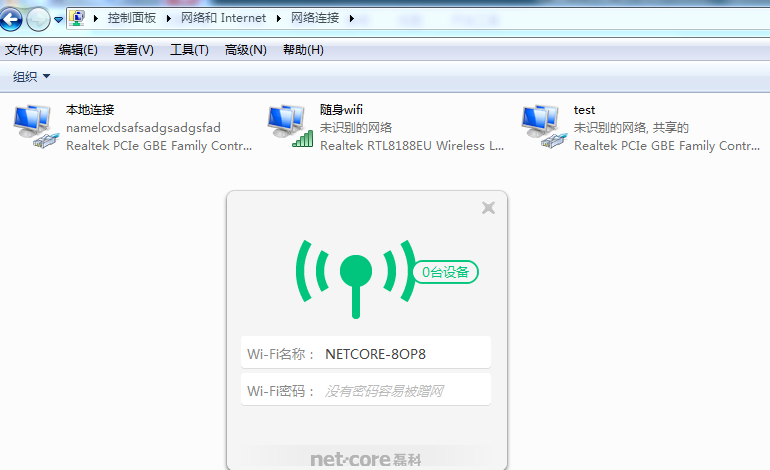 控制面板 网络和 Internet 网络连接
文件(F) 编辑(E) 查看(V) 工具(T) 高级(N) 帮助(H)
组织
本地连接
namelcxdsafsadgsadgsfad
Realtek PCIe GBE Family Contr...
随身wifi
未识别的网络
Realtek RTL8188EU Wireless L...
test
未识别的网络, 共享的
Realtek PCIe GBE Family Contr...
0台设备
Wi-Fi名称： NETCORE-8OP8
Wi-Fi密码： 没有密码容易被蹭网
net·core磊科